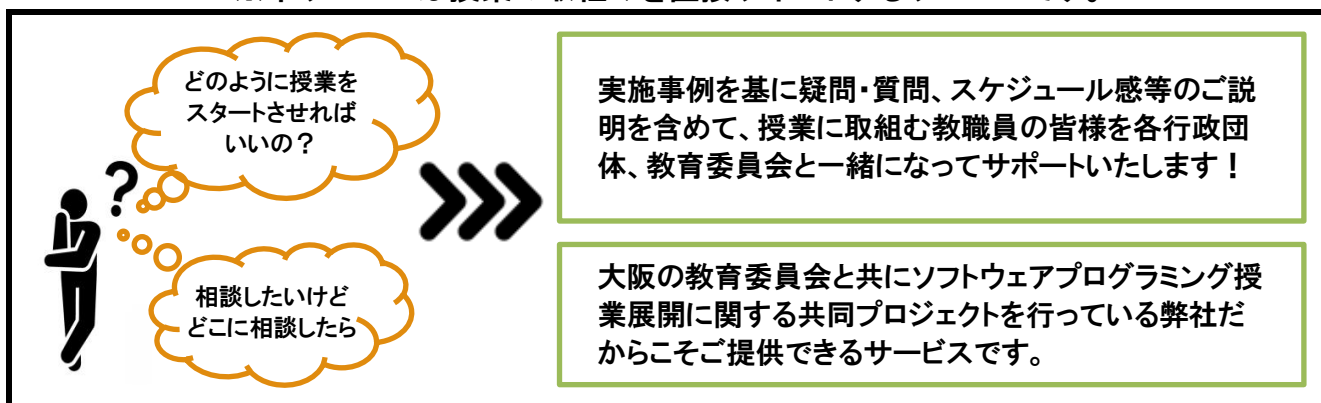 どのように授業を
スタートさせれば
いいの？
?
相談したいけど
どこに相談したら
実施事例を基に疑問・質問、スケジュール感等のご説
明を含めて、授業に取組む教職員の皆様を各行政団
体、教育委員会と一緒になってサポートいたします！
大阪の教育委員会と共にソフトウェアプログラミング授
業展開に関する共同プロジェクトを行っている弊社だ
からこそご提供できるサービスです。